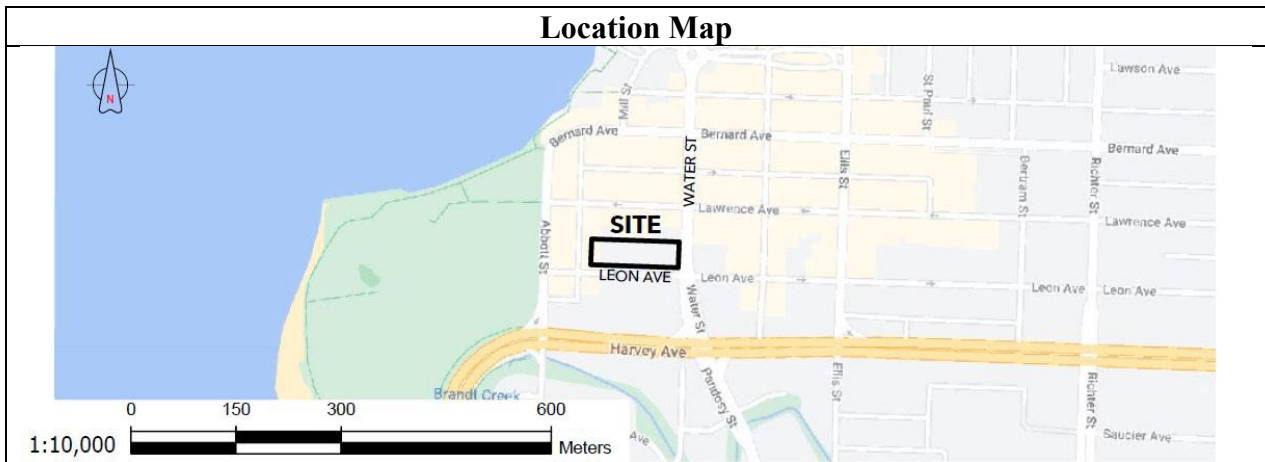 Location Map
N
Lawson Ave
St Paul St
Mill St
Bernard Ave
Bernard Ave
Bernard Ave
WATER ST
Ellis St
Bertram St
Richter St
Lawrence Ave
Lawrence Ave
SITE
Abbott St
LEON AVE
Leon Ave
Leon Ave
Leon Ave
Water St
Harvey Ave
Pandosy St
Ellis St
Richter St
Brandt Creek
Saucier Ave
Ave
0 150 300 600
1:10,000 Meters